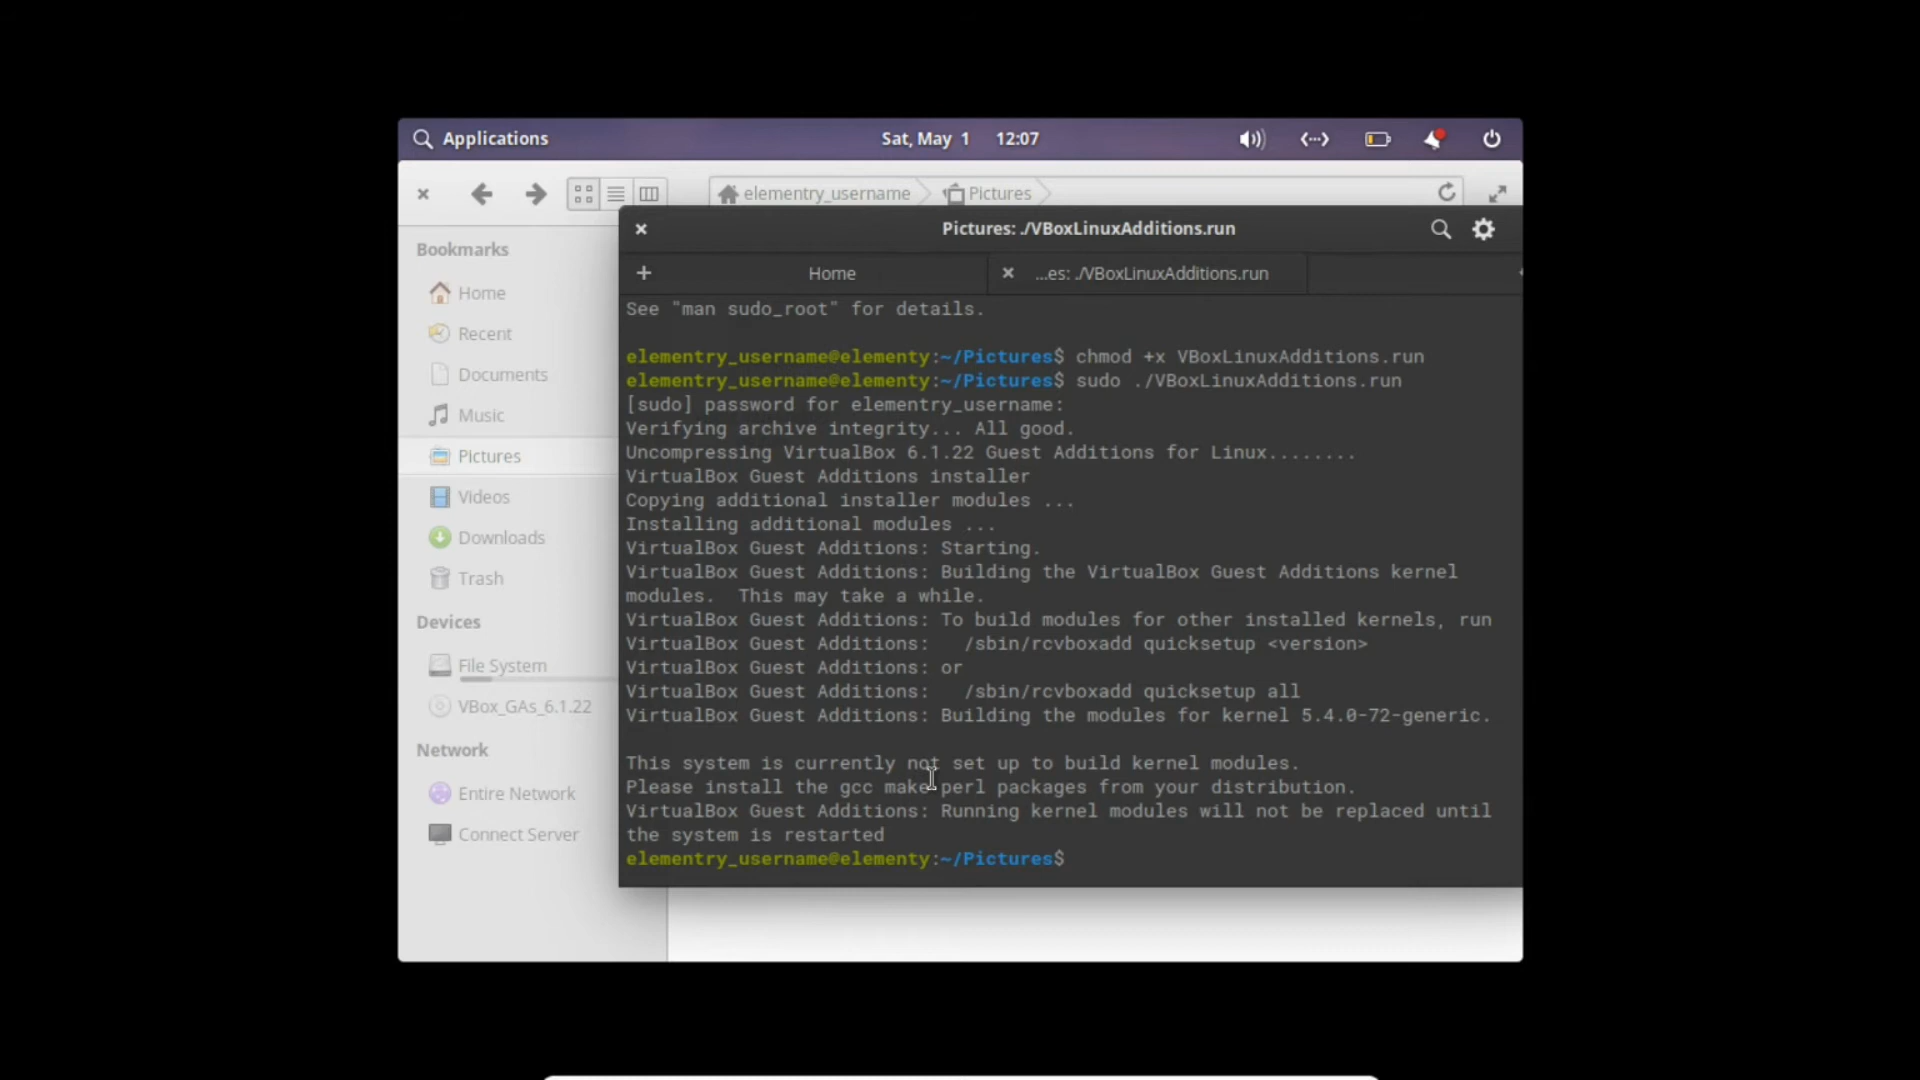 Applications
Sat, May 1 12:07
elementry_username Pictures
Bookmarks
Home
Recent
Documents
Music
Pictures
Videos
Downloads
Trash
Devices
File System
VBox_GAs_6.1.22
Network
Entire Network
Connect Server
Pictures: ./VBoxLinuxAdditions.run
Home
...es: ./VBoxLinuxAdditions.run
See "man sudo_root" for details.
elementry_username@elementy:~/Pictures$ chmod +x VBoxLinuxAdditions.run
elementry_username@elementy:~/Pictures$ sudo ./VBoxLinuxAdditions.run
[sudo] password for elementry_username:
Verifying archive integrity... All good.
Uncompressing VirtualBox 6.1.22 Guest Additions for Linux........
VirtualBox Guest Additions installer
Copying additional installer modules ...
Installing additional modules ...
VirtualBox Guest Additions: Starting.
VirtualBox Guest Additions: Building the VirtualBox Guest Additions kernel
modules.  This may take a while.
VirtualBox Guest Additions: To build modules for other installed kernels, run
VirtualBox Guest Additions:   /sbin/rcvboxadd quicksetup <version>
VirtualBox Guest Additions: or
VirtualBox Guest Additions:   /sbin/rcvboxadd quicksetup all
VirtualBox Guest Additions: Building the modules for kernel 5.4.0-72-generic.
This system is currently not set up to build kernel modules.
Please install the gcc make perl packages from your distribution.
VirtualBox Guest Additions: Running kernel modules will not be replaced until
the system is restarted
elementry_username@elementy:~/Pictures$